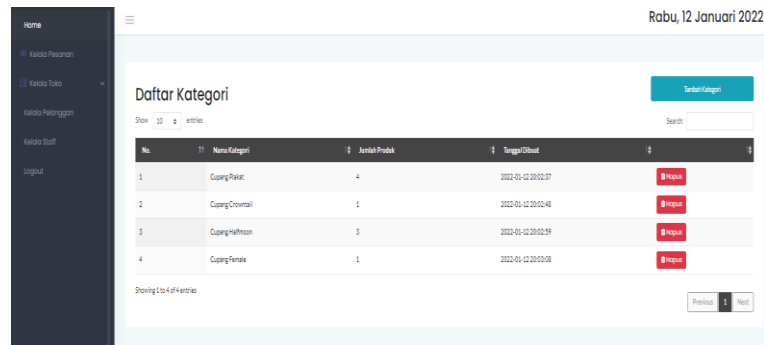 Home
Rabu, 12 Januari 2022
Kelola Pesanan
Kelola Toko
Kelola Pelanggan
Kelola Staff
Logout
Daftar Kategori
Tambah Kategori
Show 10 entries
Search:
No. Nama Kategori Jumlah Produk Tanggal Dibuat
1 Cupang Plakat 4 2022-01-12 20:02:37 Hapus
2 Cupang Crowntail 1 2022-01-12 20:02:48 Hapus
3 Cupang Halfmoon 3 2022-01-12 20:02:59 Hapus
4 Cupang Female 1 2022-01-12 20:03:08 Hapus
Showing 1 to 4 of 4 entries
Previous 1 Next